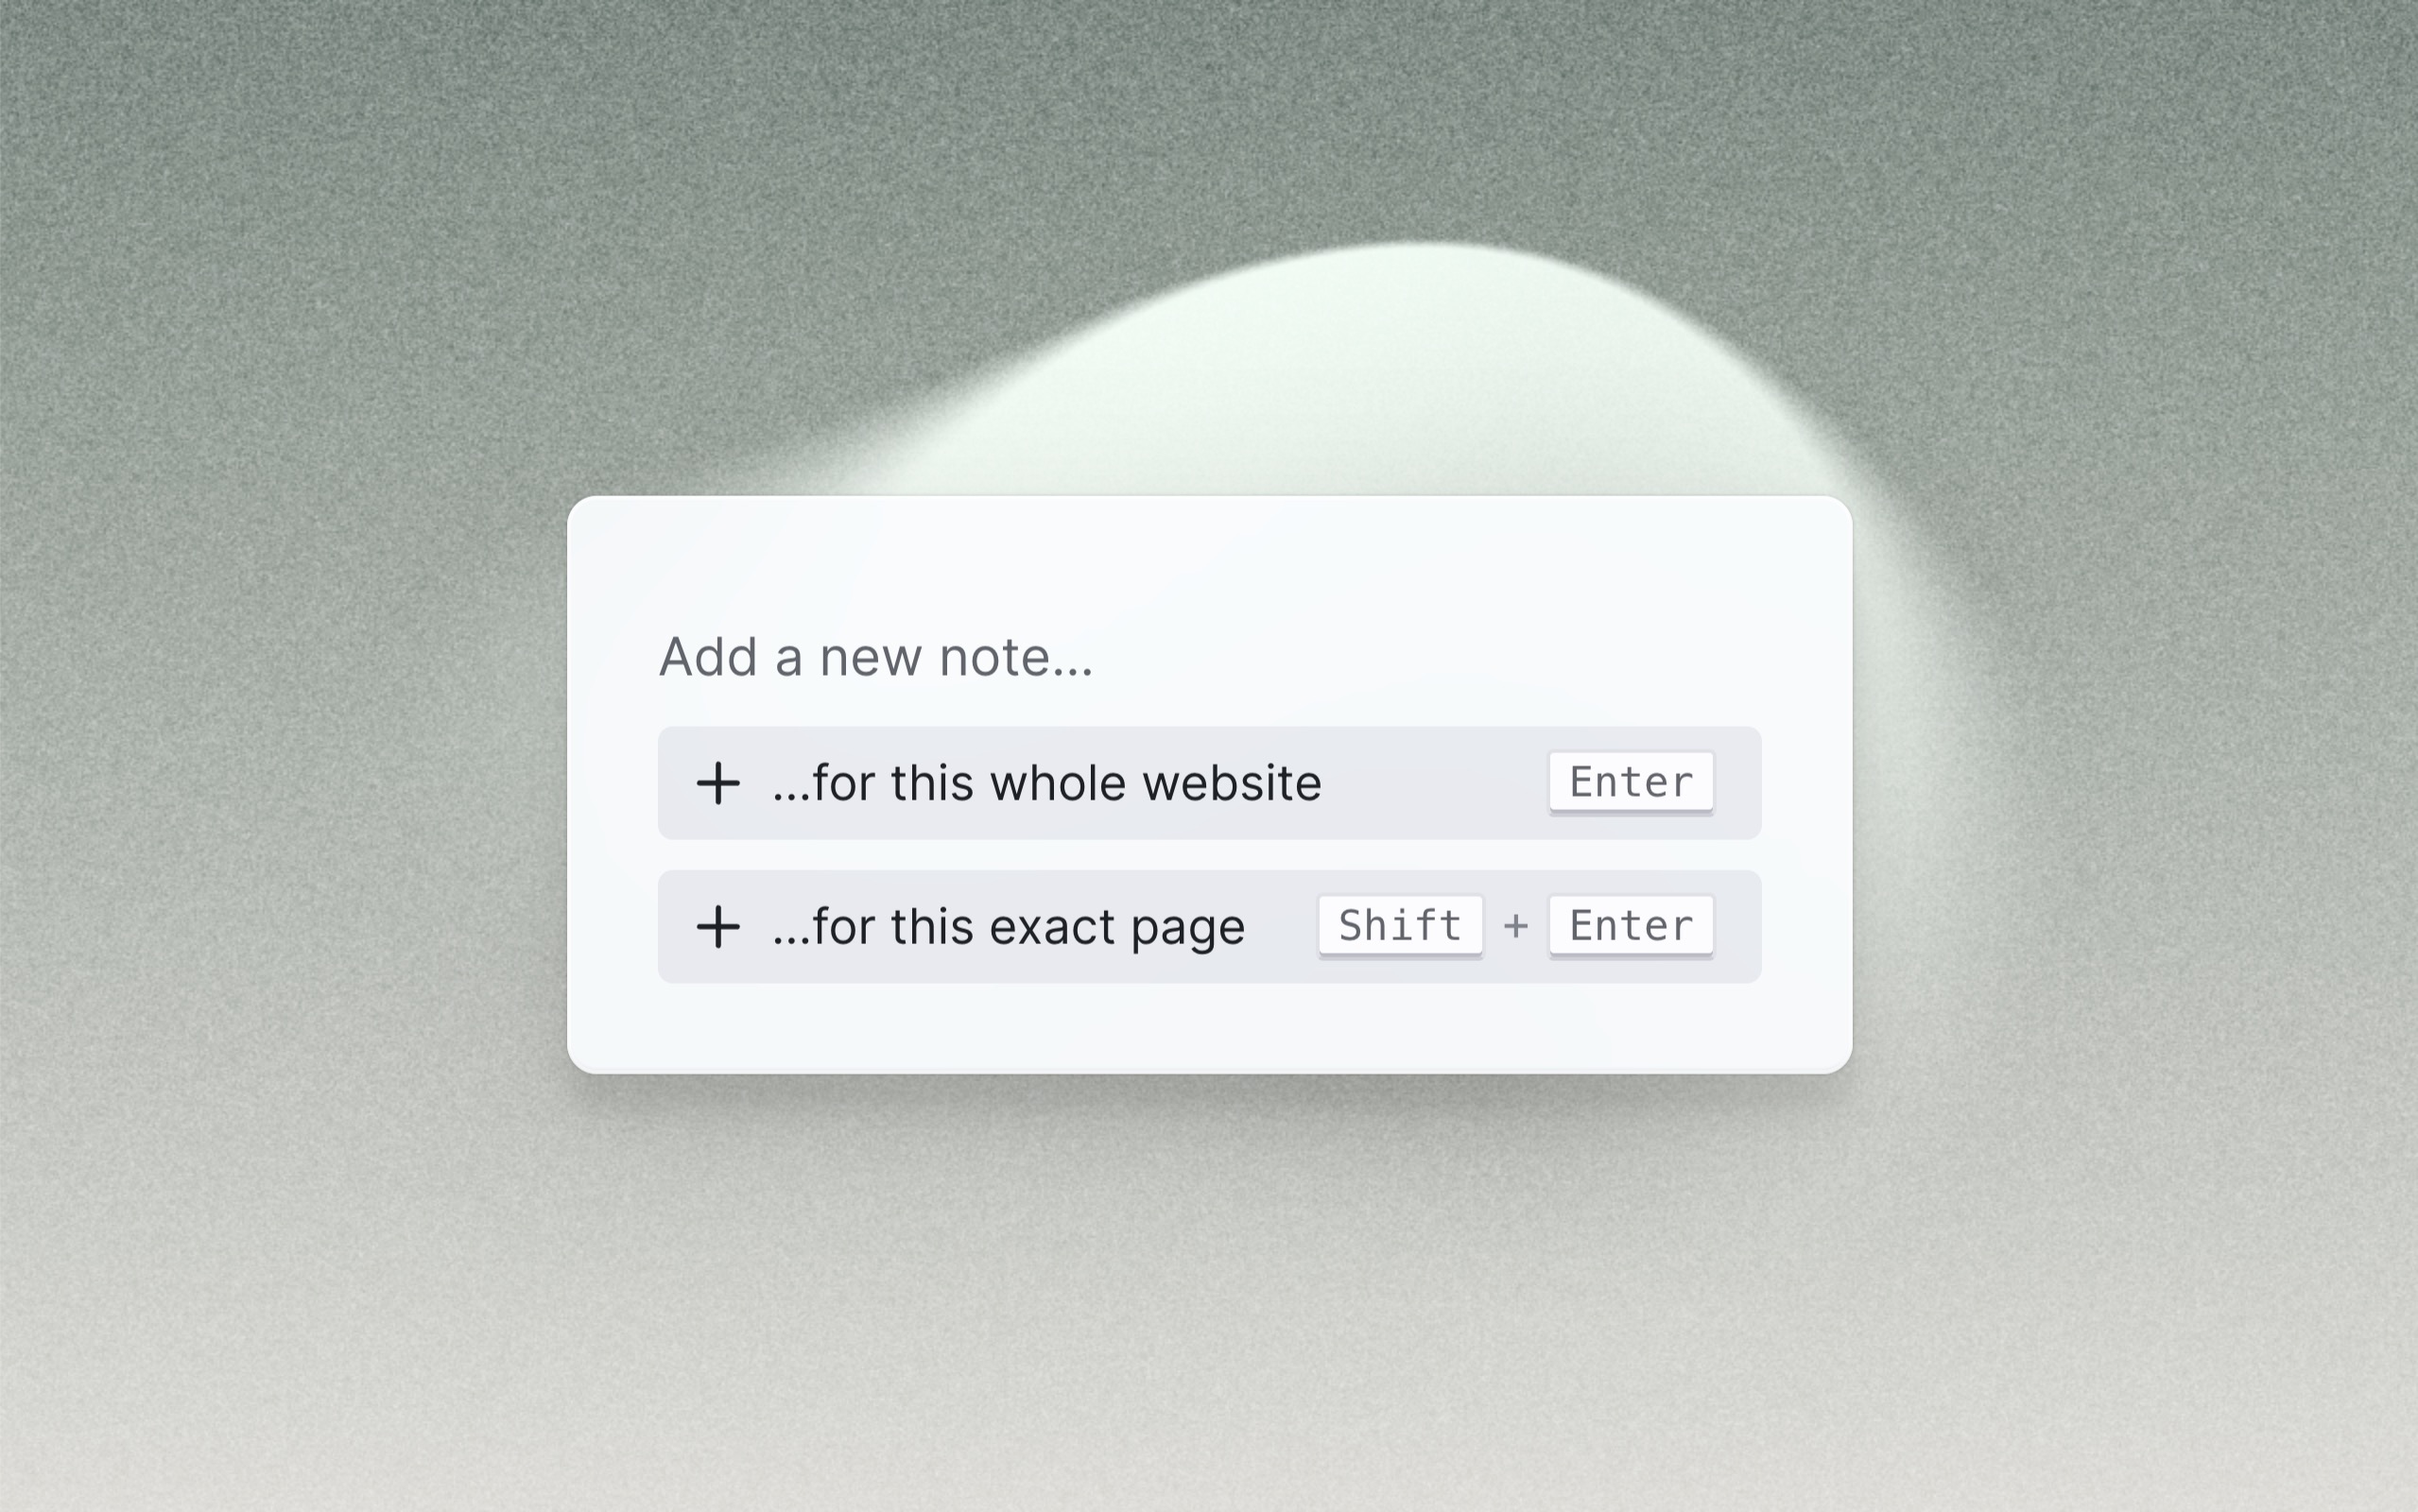 Add a new note...
+ ...for this whole website Enter
+ ...for this exact page Shift + Enter